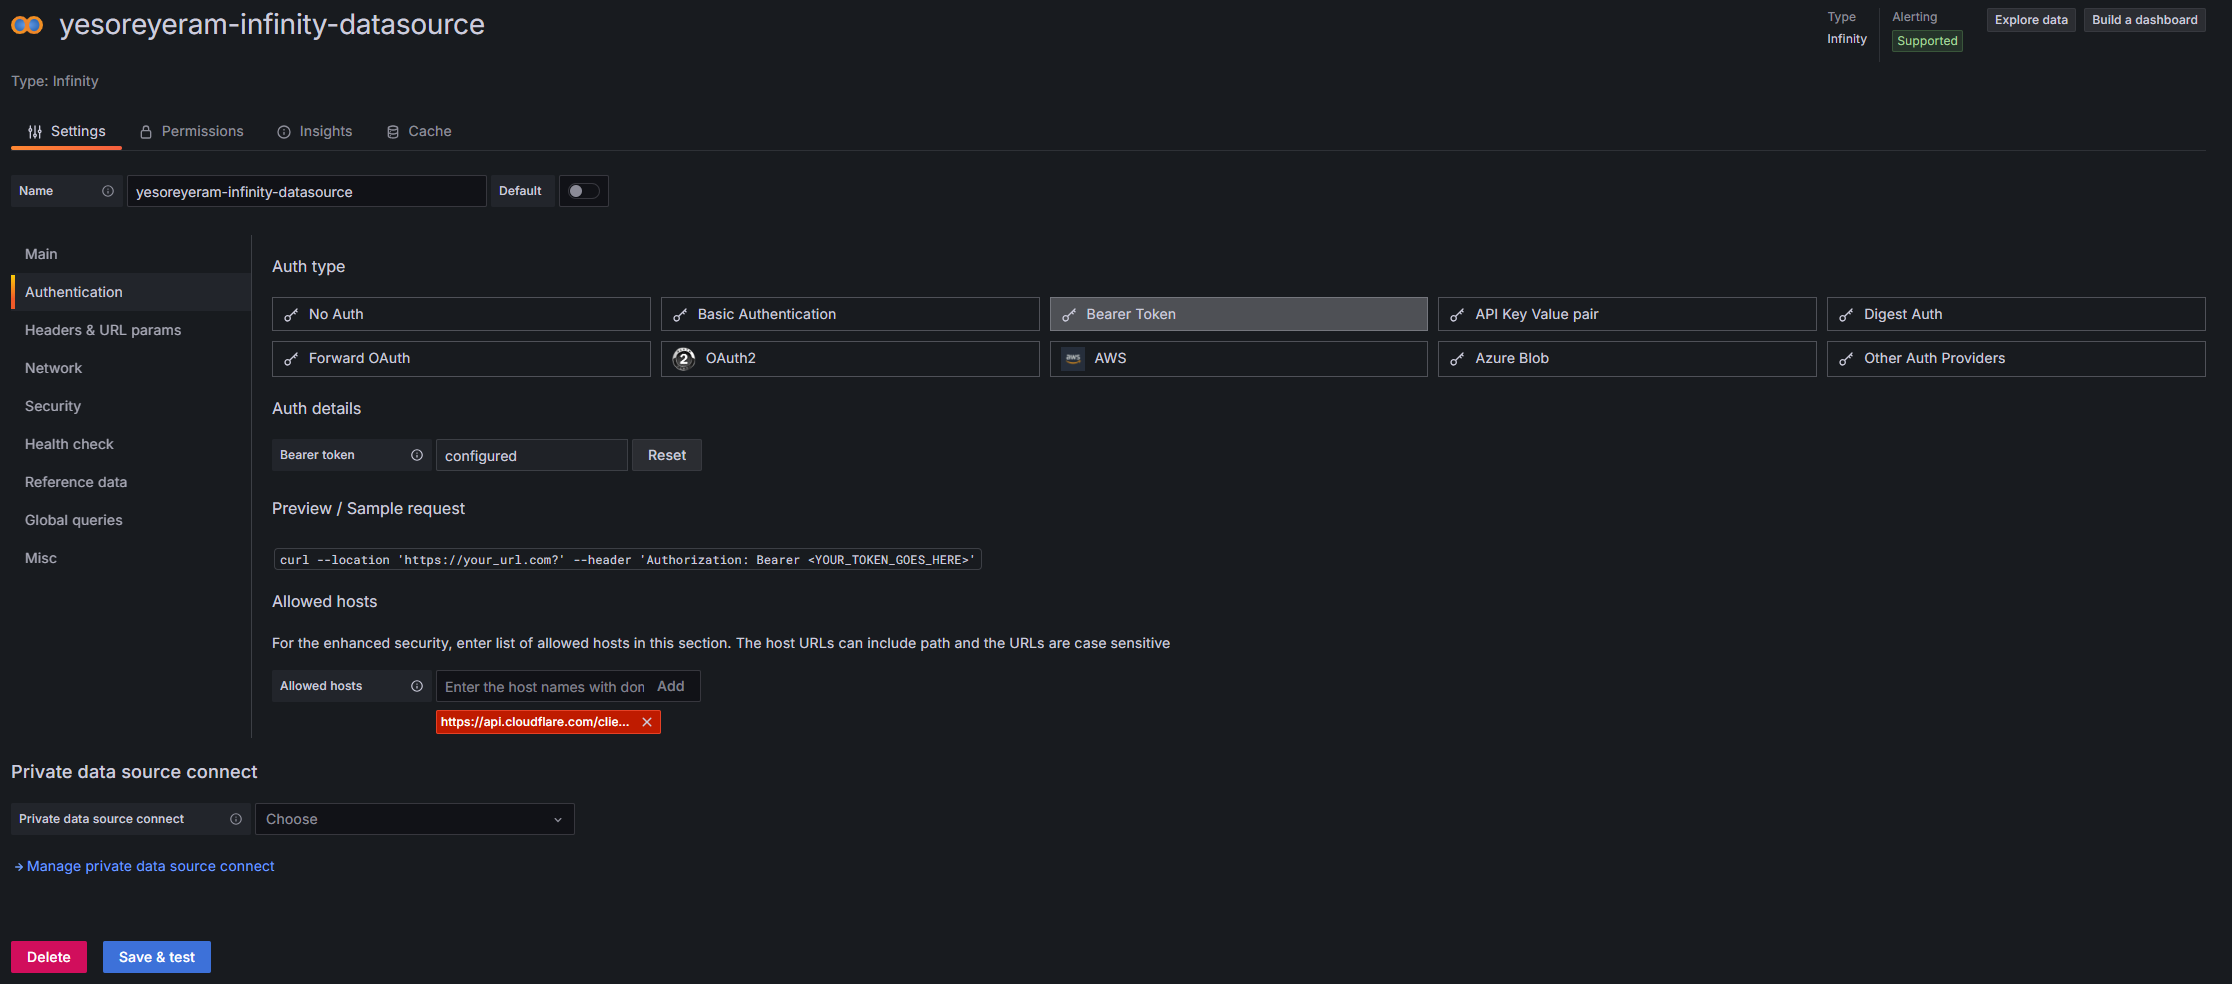 yesoreyeram-infinity-datasource
Type
Infinity
Alerting
Supported
Explore data
Build a dashboard
Type: Infinity
Settings
Permissions
Insights
Cache
Name
yesoreyeram-infinity-datasource
Default
Main
Authentication
Headers & URL params
Network
Security
Health check
Reference data
Global queries
Misc
Auth type
No Auth
Basic Authentication
Bearer Token
API Key Value pair
Digest Auth
Forward OAuth
2
OAuth2
aws
AWS
Azure Blob
Other Auth Providers
Auth details
Bearer token
configured
Reset
Preview / Sample request
curl --location 'https://your_url.com?' --header 'Authorization: Bearer <YOUR_TOKEN_GOES_HERE>'
Allowed hosts
For the enhanced security, enter list of allowed hosts in this section. The host URLs can include path and the URLs are case sensitive
Allowed hosts
Enter the host names with don
Add
https://api.cloudflare.com/clie...
Private data source connect
Private data source connect
Choose
Manage private data source connect
Delete
Save & test